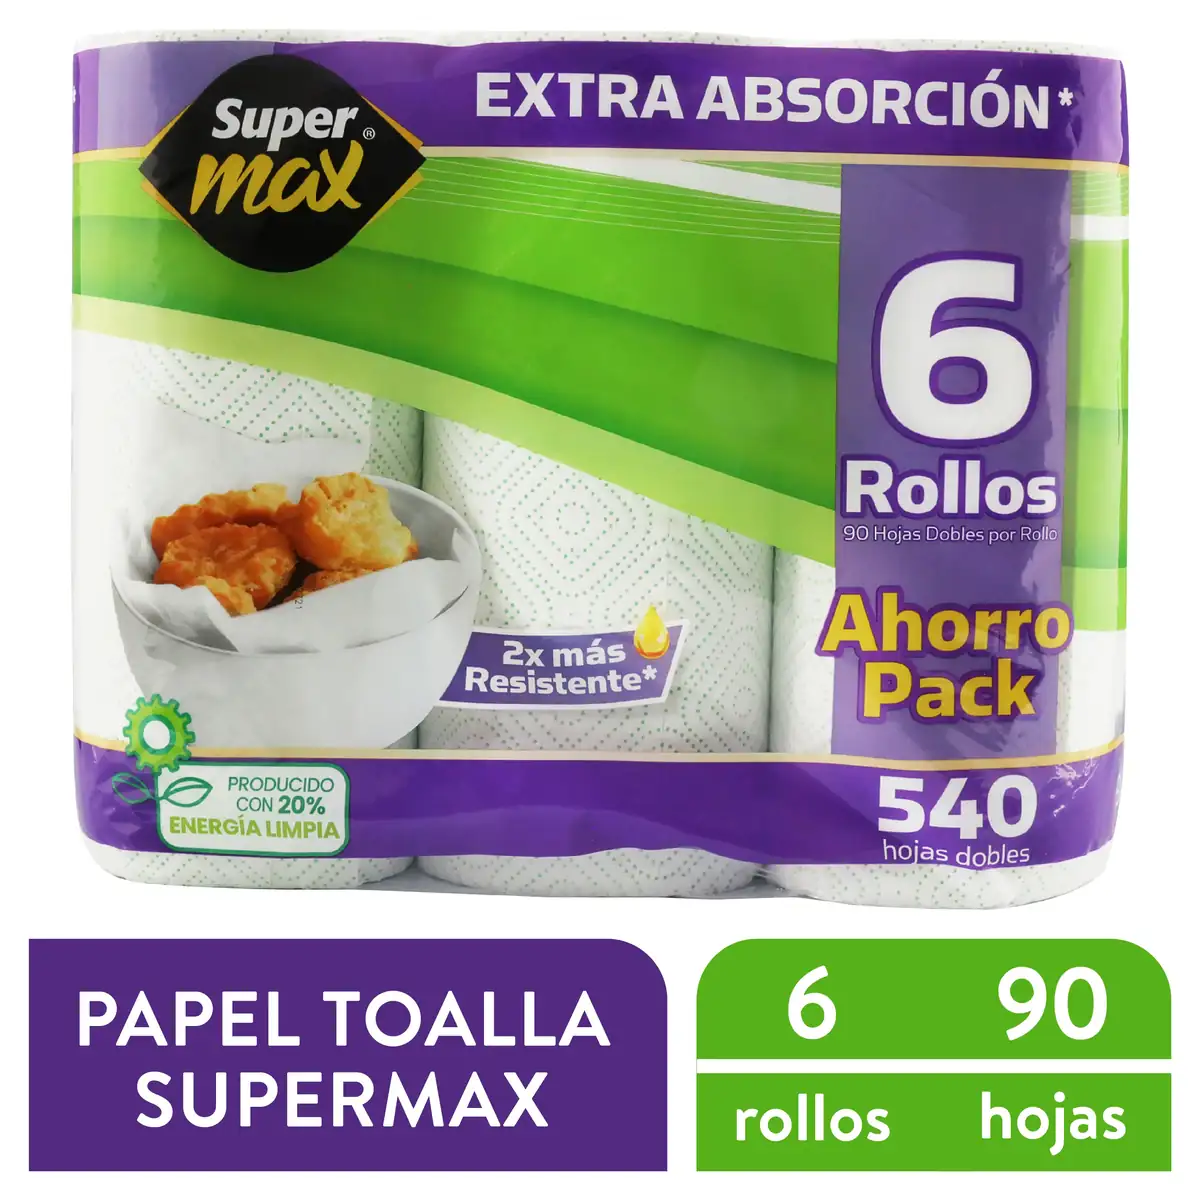 Super
max®
EXTRA ABSORCIÓN*
6
Rollos
90 Hojas Dobles por Rollo
Ahorro
Pack
2x más
Resistente*
PRODUCIDO
CON 20%
ENERGÍA LIMPIA
540
hojas dobles
PAPEL TOALLA
SUPERMAX
6 90
rollos hojas